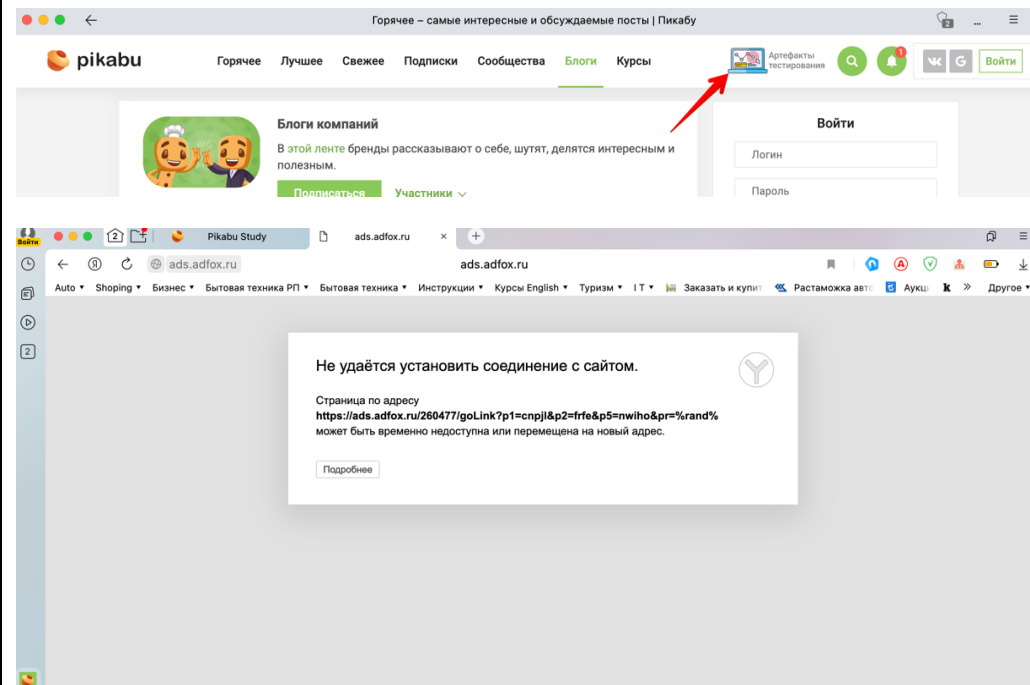 Горячее – самые интересные и обсуждаемые посты | Пикабу
2
...
pikabu
Горячее Лучшее Свежее Подписки Сообщества Блоги Курсы
Артефакты
тестирования
1
G
Войти
Блоги компаний
В этой ленте бренды рассказывают о себе, шутят, делятся интересным и
полезным.
Подписаться Участники
Войти
Логин
Пароль
Войти
2
Pikabu Study
ads.adfox.ru
Я
ads.adfox.ru
ads.adfox.ru
Auto Shoping Бизнес Бытовая техника РП Бытовая техника Инструкции Курсы English Туризм I T Заказать и купит Растаможка авто Аукц k » Другое
2
Не удаётся установить соединение с сайтом.
Страница по адресу
https://ads.adfox.ru/260477/goLink?p1=cnpjl&p2=frfe&p5=nwiho&pr=%rand%
может быть временно недоступна или перемещена на новый адрес.
Подробнее